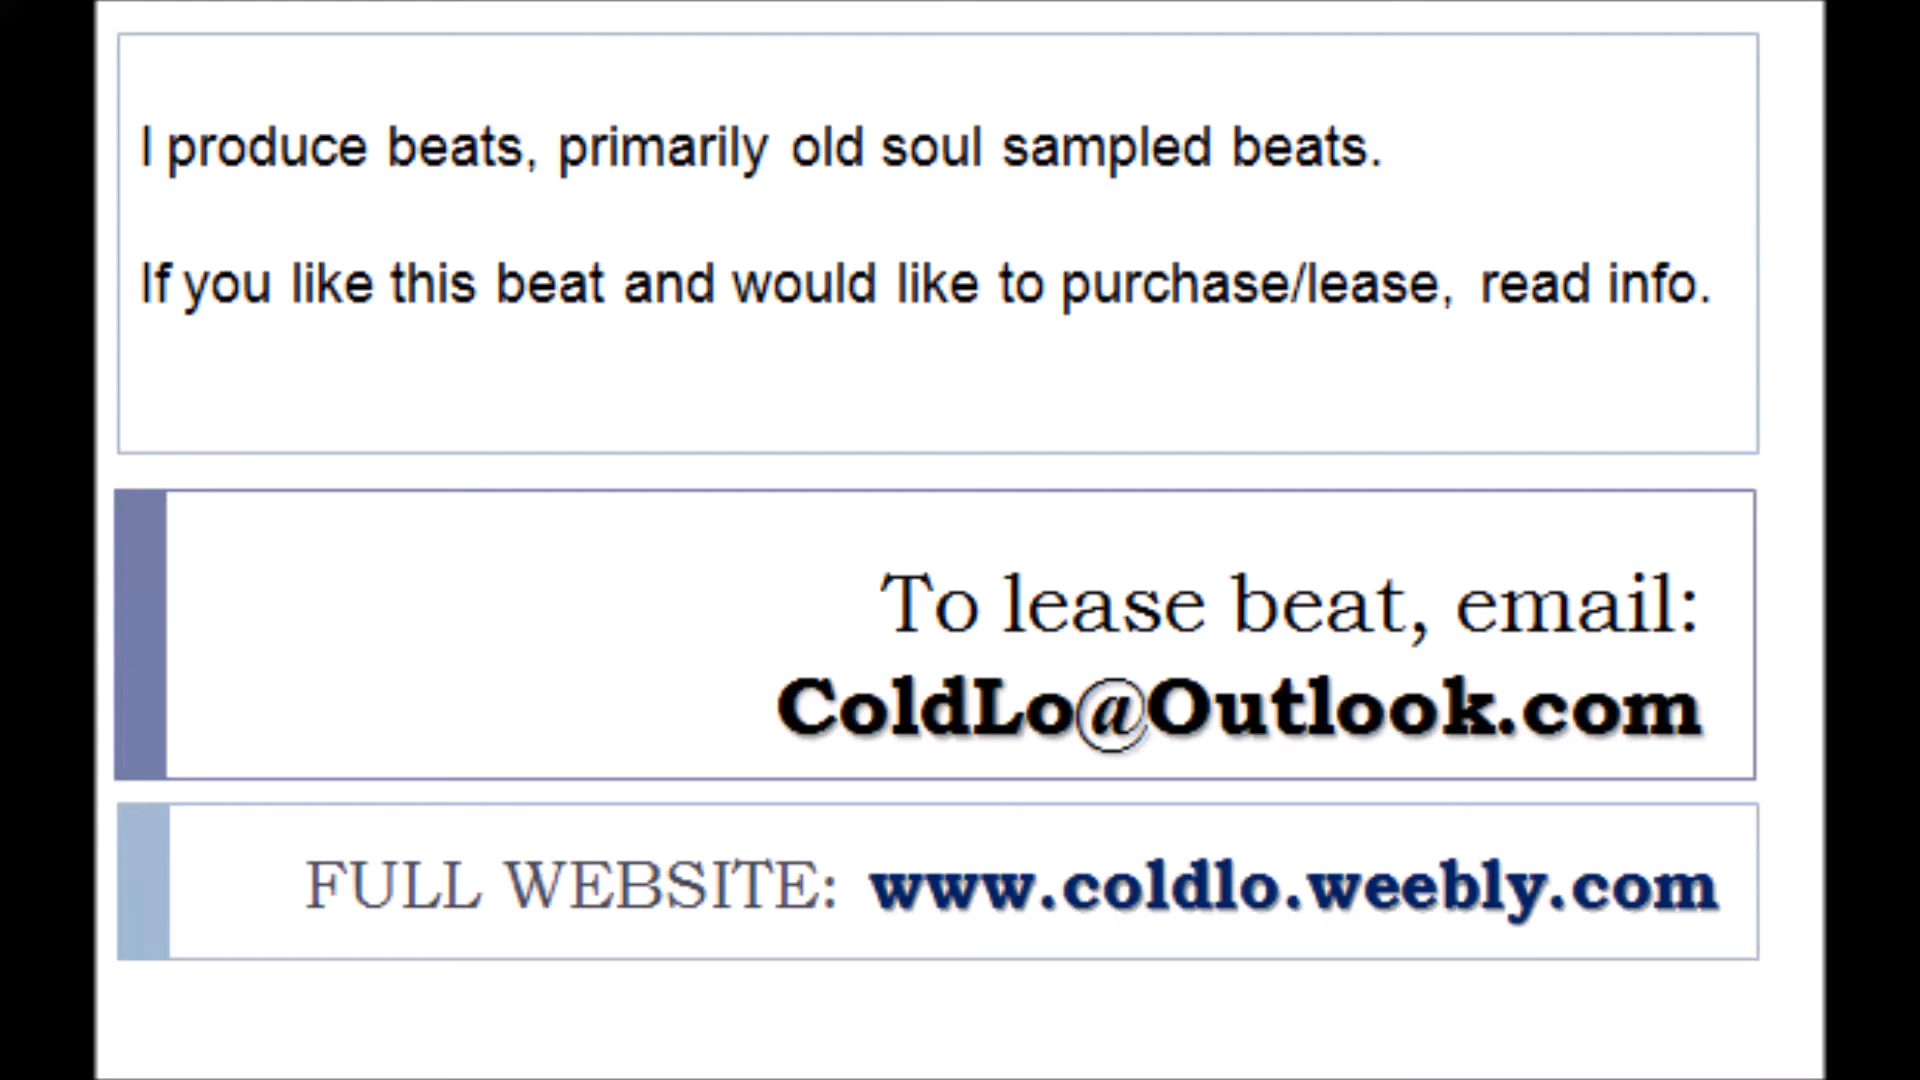 I produce beats, primarily old soul sampled beats.
If you like this beat and would like to purchase/lease, read info.
To lease beat, email:
ColdLo@Outlook.com
FULL WEBSITE: www.coldlo.weebly.com